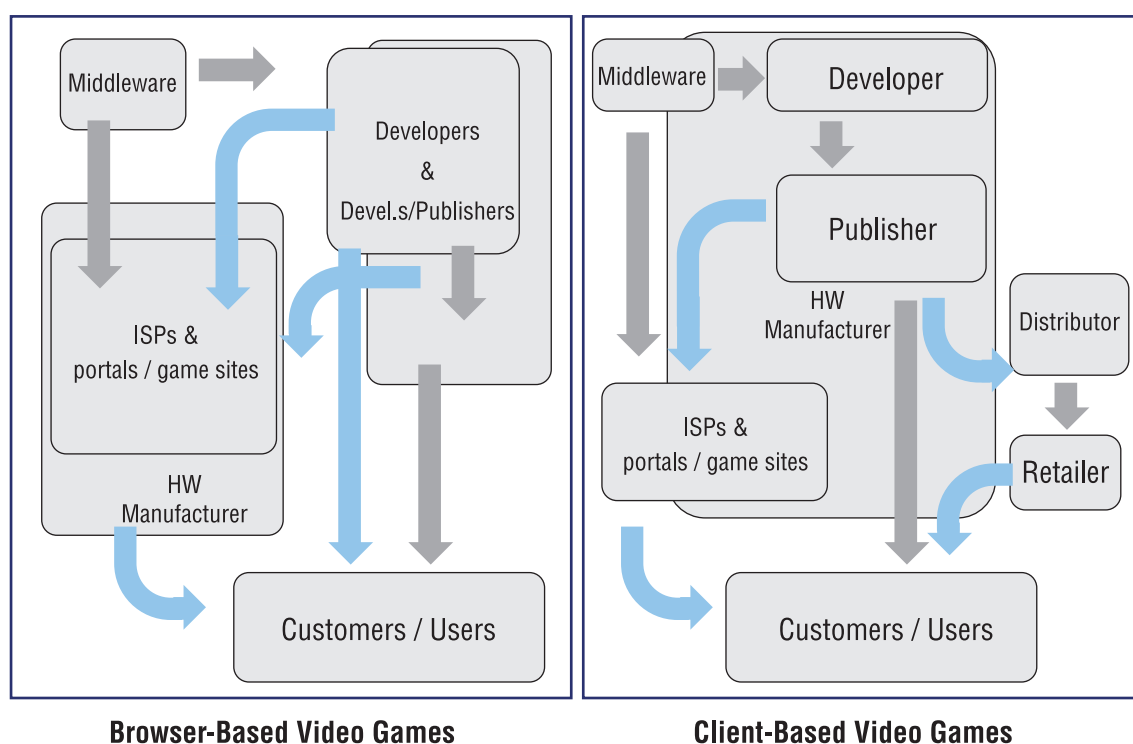 Middleware
Developers
&
Devel.s/Publishers
ISPs &
portals / game sites
HW
Manufacturer
Customers / Users
Browser-Based Video Games
Middleware
Developer
Publisher
HW
Manufacturer
Distributor
ISPs &
portals / game sites
Retailer
Customers / Users
Client-Based Video Games